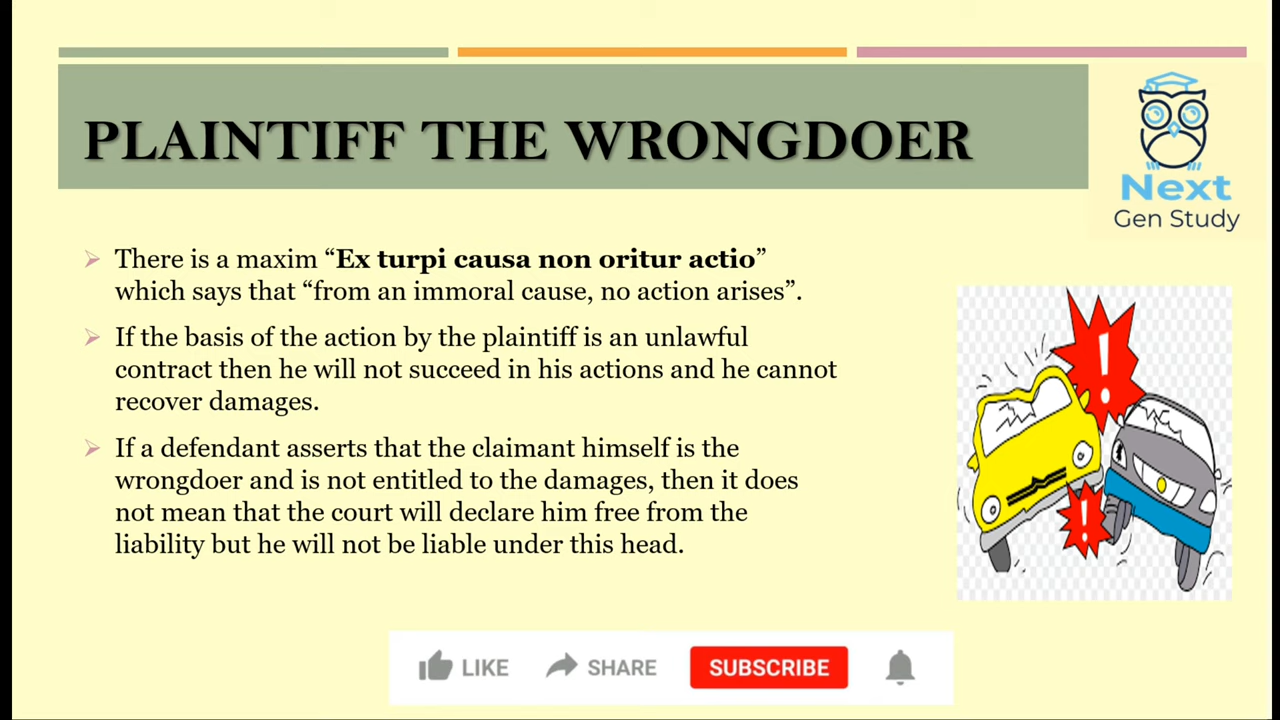 PLAINTIFF THE WRONGDOER
Next
Gen Study
There is a maxim “Ex turpi causa non oritur actio”
which says that “from an immoral cause, no action arises”.
If the basis of the action by the plaintiff is an unlawful
contract then he will not succeed in his actions and he cannot
recover damages.
If a defendant asserts that the claimant himself is the
wrongdoer and is not entitled to the damages, then it does
not mean that the court will declare him free from the
liability but he will not be liable under this head.
!
!
LIKE SHARE SUBSCRIBE